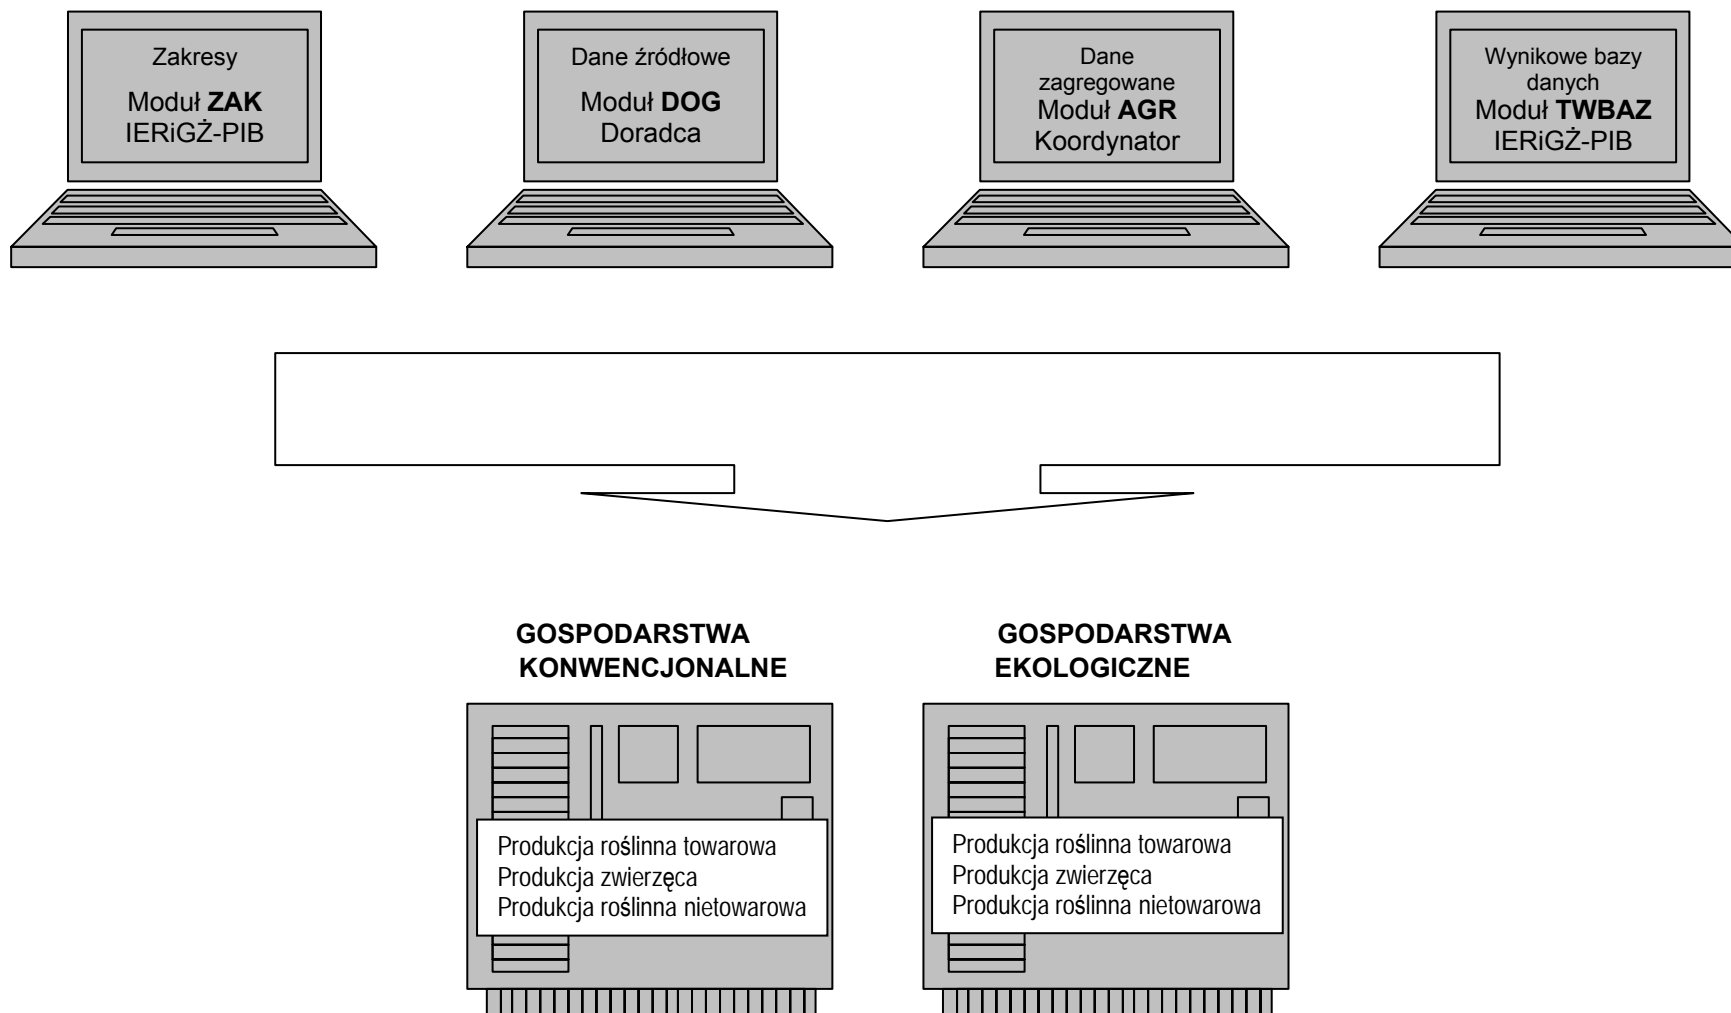 Zakresy
Moduł ZAK
IERiGŻ-PIB
Dane źródłowe
Moduł DOG
Doradca
Dane
zagregowane
Moduł AGR
Koordynator
Wynikowe bazy
danych
Moduł TWBAZ
IERiGŻ-PIB
GOSPODARSTWA
KONWENCJONALNE
GOSPODARSTWA
EKOLOGICZNE
Produkcja roślinna towarowa
Produkcja zwierzęca
Produkcja roślinna nietowarowa
Produkcja roślinna towarowa
Produkcja zwierzęca
Produkcja roślinna nietowarowa